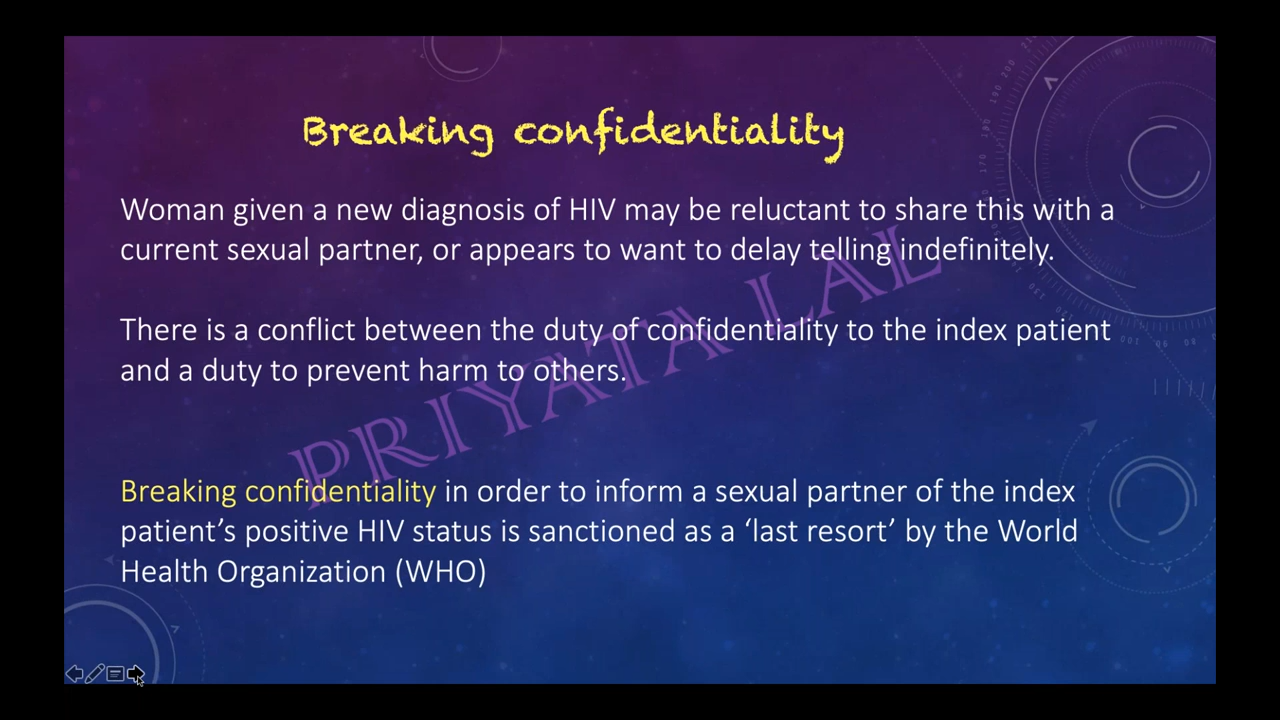 Breaking confidentiality
Woman given a new diagnosis of HIV may be reluctant to share this with a
current sexual partner, or appears to want to delay telling indefinitely.
There is a conflict between the duty of confidentiality to the index patient
and a duty to prevent harm to others.
PRIYATA LAL
Breaking confidentiality in order to inform a sexual partner of the index
patient's positive HIV status is sanctioned as a ‘last resort’ by the World
Health Organization (WHO)